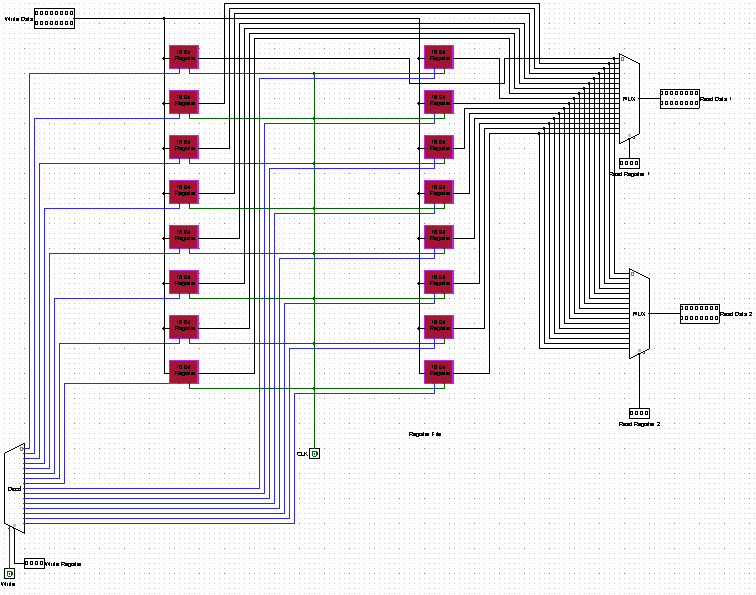 Write Data
16 Bit
Register
16 Bit
Register
16 Bit
Register
16 Bit
Register
16 Bit
Register
16 Bit
Register
16 Bit
Register
16 Bit
Register
16 Bit
Register
16 Bit
Register
16 Bit
Register
16 Bit
Register
16 Bit
Register
16 Bit
Register
16 Bit
Register
16 Bit
Register
MUX
Read Data 1
Read Register 1
MUX
Read Data 2
Read Register 2
Register File
CLK
Decd
Write Register
Write